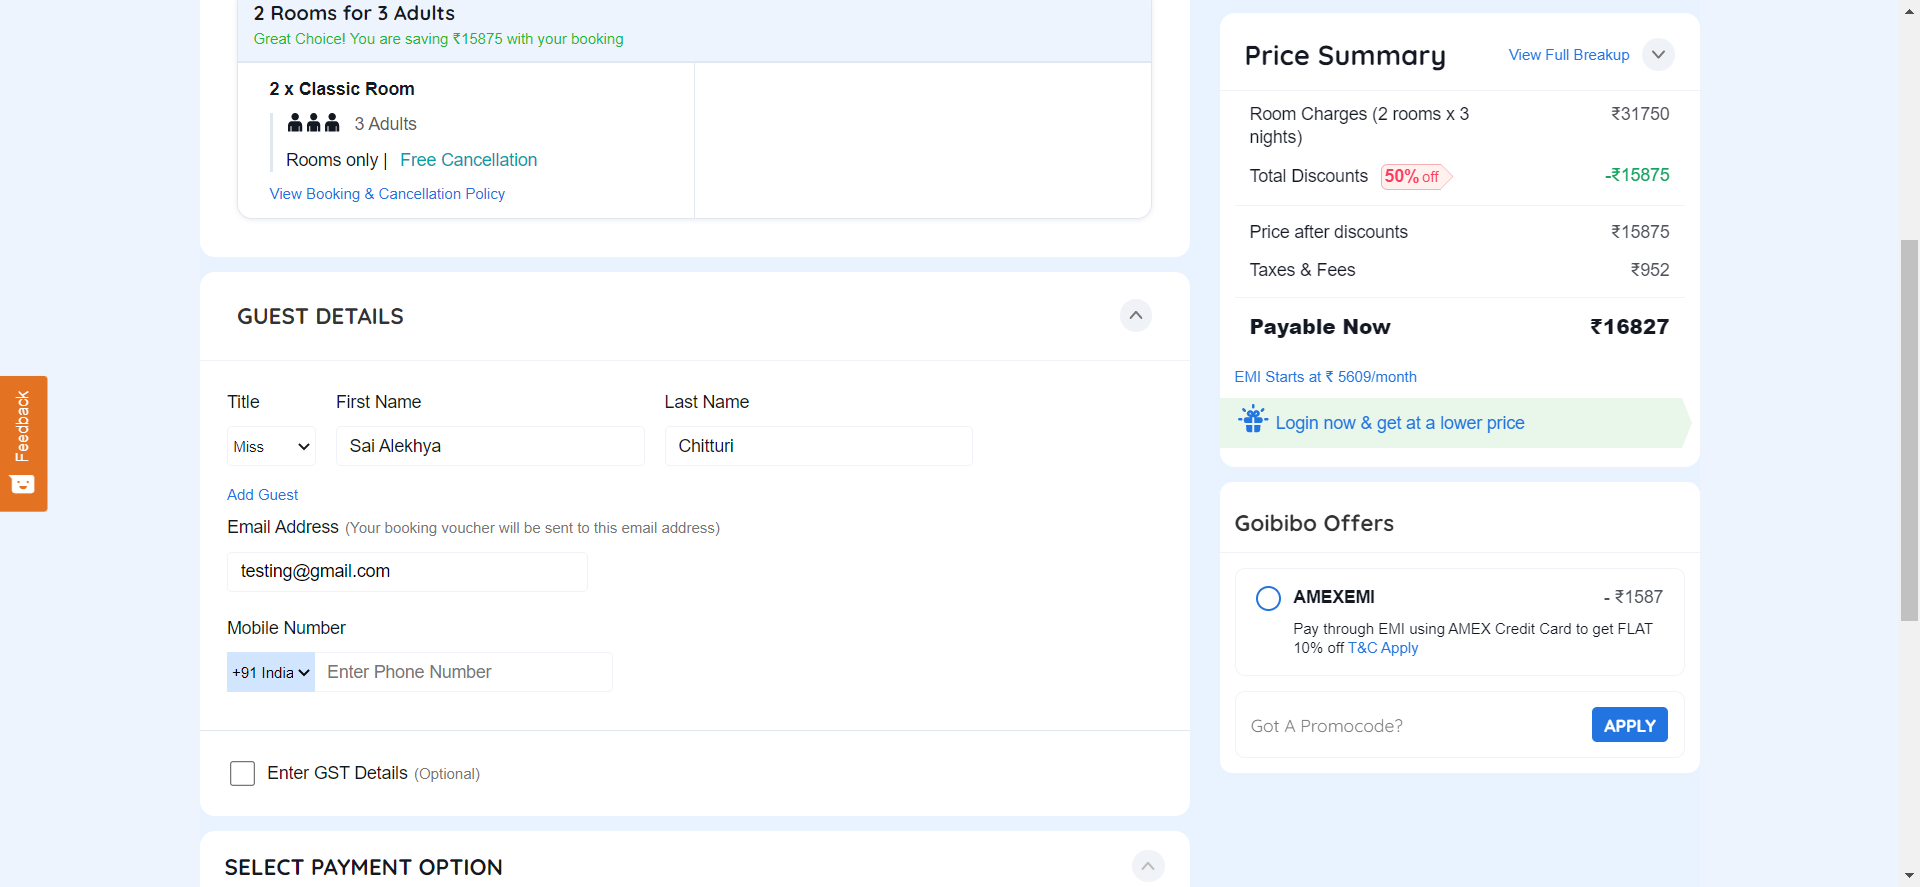 2 Rooms for 3 Adults
Great Choice! You are saving ₹15875 with your booking
2 x Classic Room
3 Adults
Rooms only | Free Cancellation
View Booking & Cancellation Policy
GUEST DETAILS
Title First Name Last Name
Miss Sai Alekhya Chitturi
Add Guest
Email Address (Your booking voucher will be sent to this email address)
testing@gmail.com
Mobile Number
+91 India Enter Phone Number
Enter GST Details (Optional)
SELECT PAYMENT OPTION
Feedback
Price Summary View Full Breakup
Room Charges (2 rooms x 3 ₹31750
nights)
Total Discounts 50% off -₹15875
Price after discounts ₹15875
Taxes & Fees ₹952
Payable Now ₹16827
EMI Starts at ₹ 5609/month
Login now & get at a lower price
Goibibo Offers
AMEXEMI - ₹1587
Pay through EMI using AMEX Credit Card to get FLAT
10% off T&C Apply
Got A Promocode? APPLY